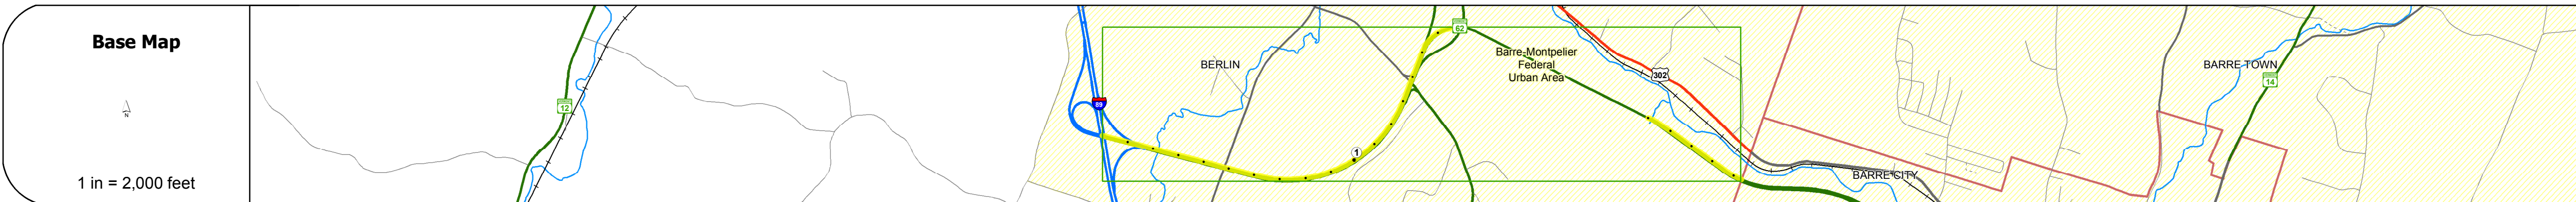 Base Map
N
1 in = 2,000 feet
12
89
BERLIN
1
62
Barre-Montpelier
Federal
Urban Area
302
BARRE CITY
BARRE TOWN
14